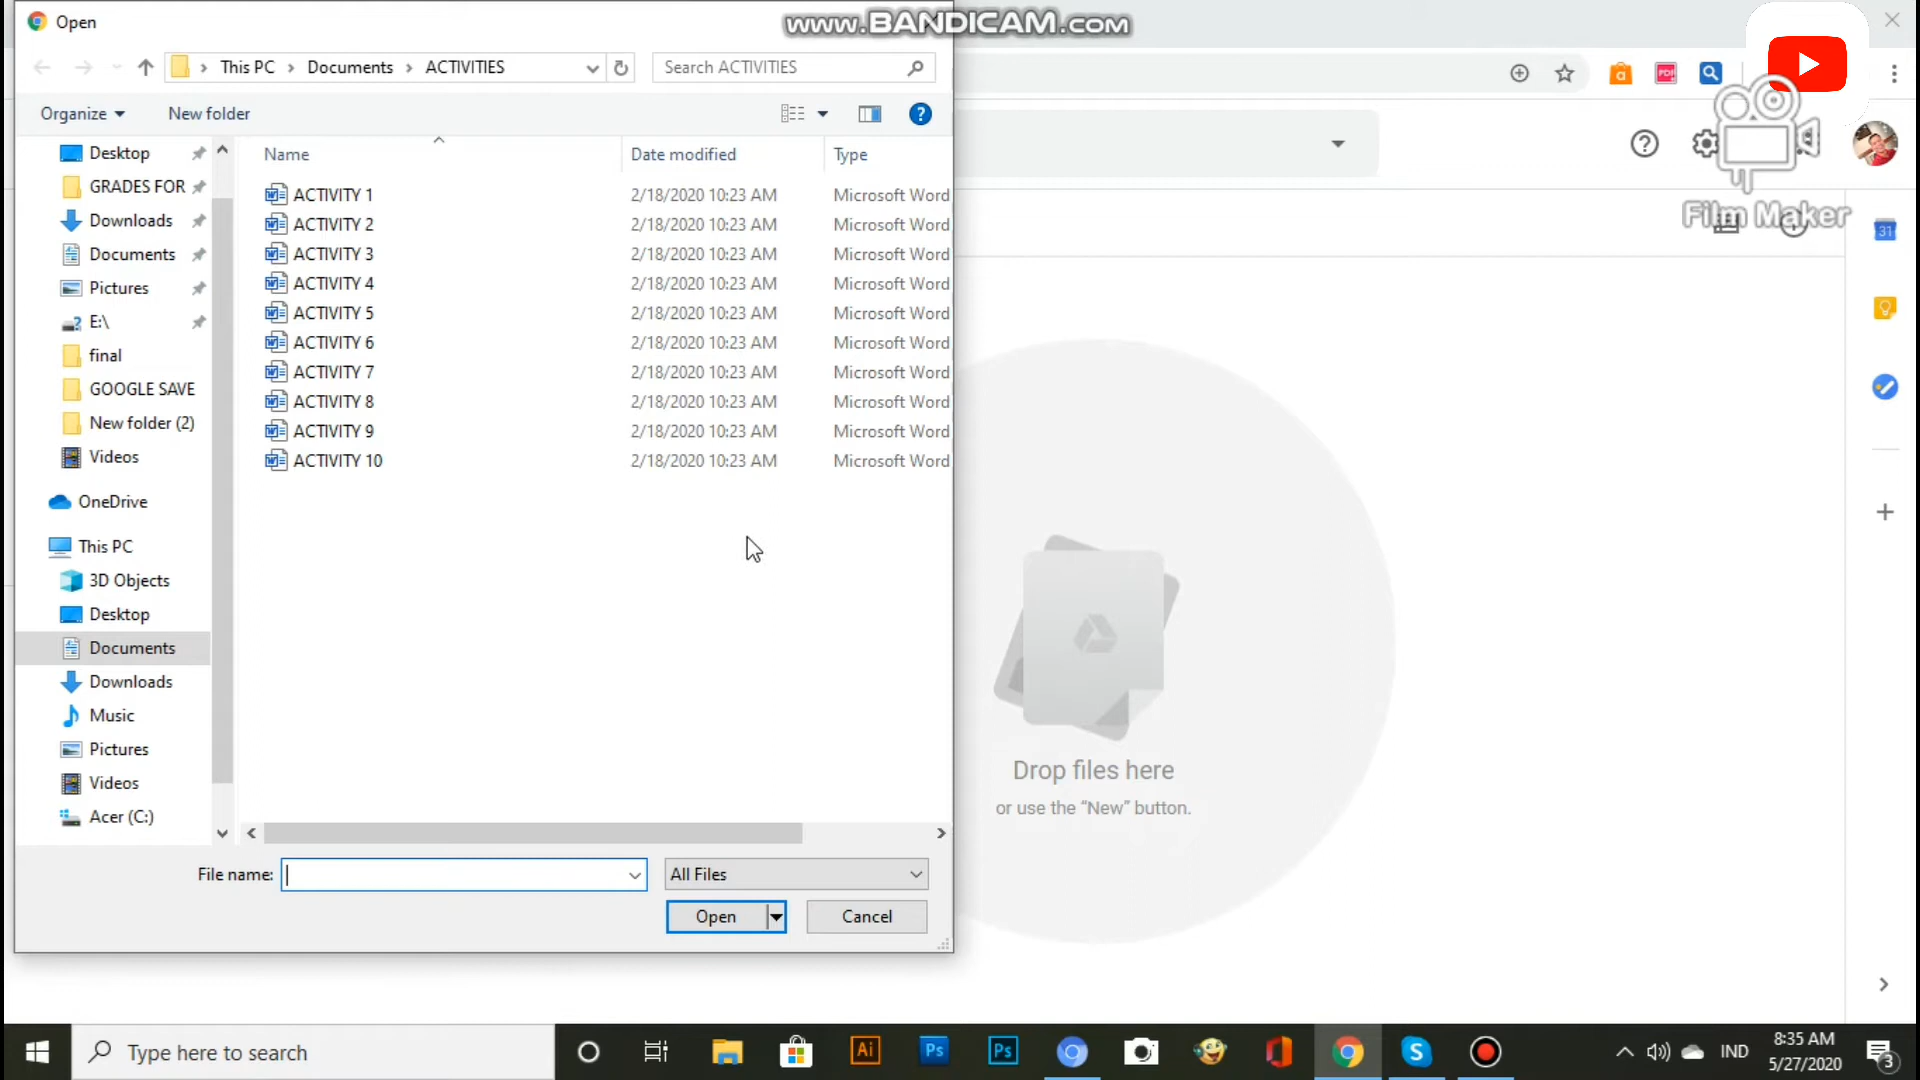 Open
www.BANDICAM.com
This PC > Documents > ACTIVITIES
Search ACTIVITIES
Organize
New folder
Name
Date modified
Type
Desktop
GRADES FOR
Downloads
Documents
Pictures
E:\
final
GOOGLE SAVE
New folder (2)
Videos
OneDrive
This PC
3D Objects
Desktop
Documents
Downloads
Music
Pictures
Videos
Acer (C:)
ACTIVITY 1 2/18/2020 10:23 AM Microsoft Word
ACTIVITY 2 2/18/2020 10:23 AM Microsoft Word
ACTIVITY 3 2/18/2020 10:23 AM Microsoft Word
ACTIVITY 4 2/18/2020 10:23 AM Microsoft Word
ACTIVITY 5 2/18/2020 10:23 AM Microsoft Word
ACTIVITY 6 2/18/2020 10:23 AM Microsoft Word
ACTIVITY 7 2/18/2020 10:23 AM Microsoft Word
ACTIVITY 8 2/18/2020 10:23 AM Microsoft Word
ACTIVITY 9 2/18/2020 10:23 AM Microsoft Word
ACTIVITY 10 2/18/2020 10:23 AM Microsoft Word
File name:
All Files
Open
Cancel
PDF
Film Maker
31
Drop files here
or use the “New” button.
Type here to search
Ai
Ps
Ps
S
IND
8:35 AM
5/27/2020
3